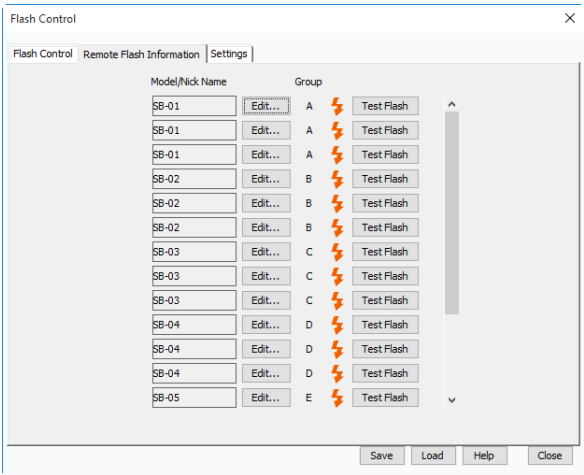 Flash Control
Flash Control Remote Flash Information Settings
Model/Nick Name Group
SB-01 Edit... A Test Flash
SB-01 Edit... A Test Flash
SB-01 Edit... A Test Flash
SB-02 Edit... B Test Flash
SB-02 Edit... B Test Flash
SB-02 Edit... B Test Flash
SB-03 Edit... C Test Flash
SB-03 Edit... C Test Flash
SB-03 Edit... C Test Flash
SB-04 Edit... D Test Flash
SB-04 Edit... D Test Flash
SB-04 Edit... D Test Flash
SB-05 Edit... E Test Flash
Save Load Help Close